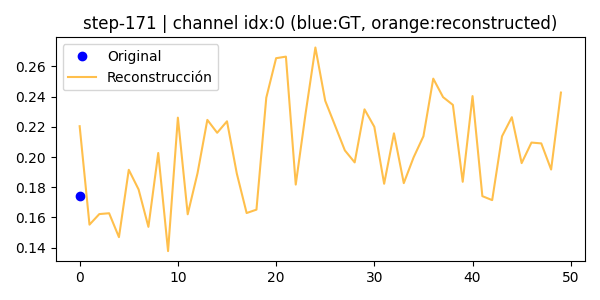 step-171 | channel idx:0 (blue:GT, orange:reconstructed)
Original
Reconstrucción
0.26
0.24
0.22
0.20
0.18
0.16
0.14
0 10 20 30 40 50